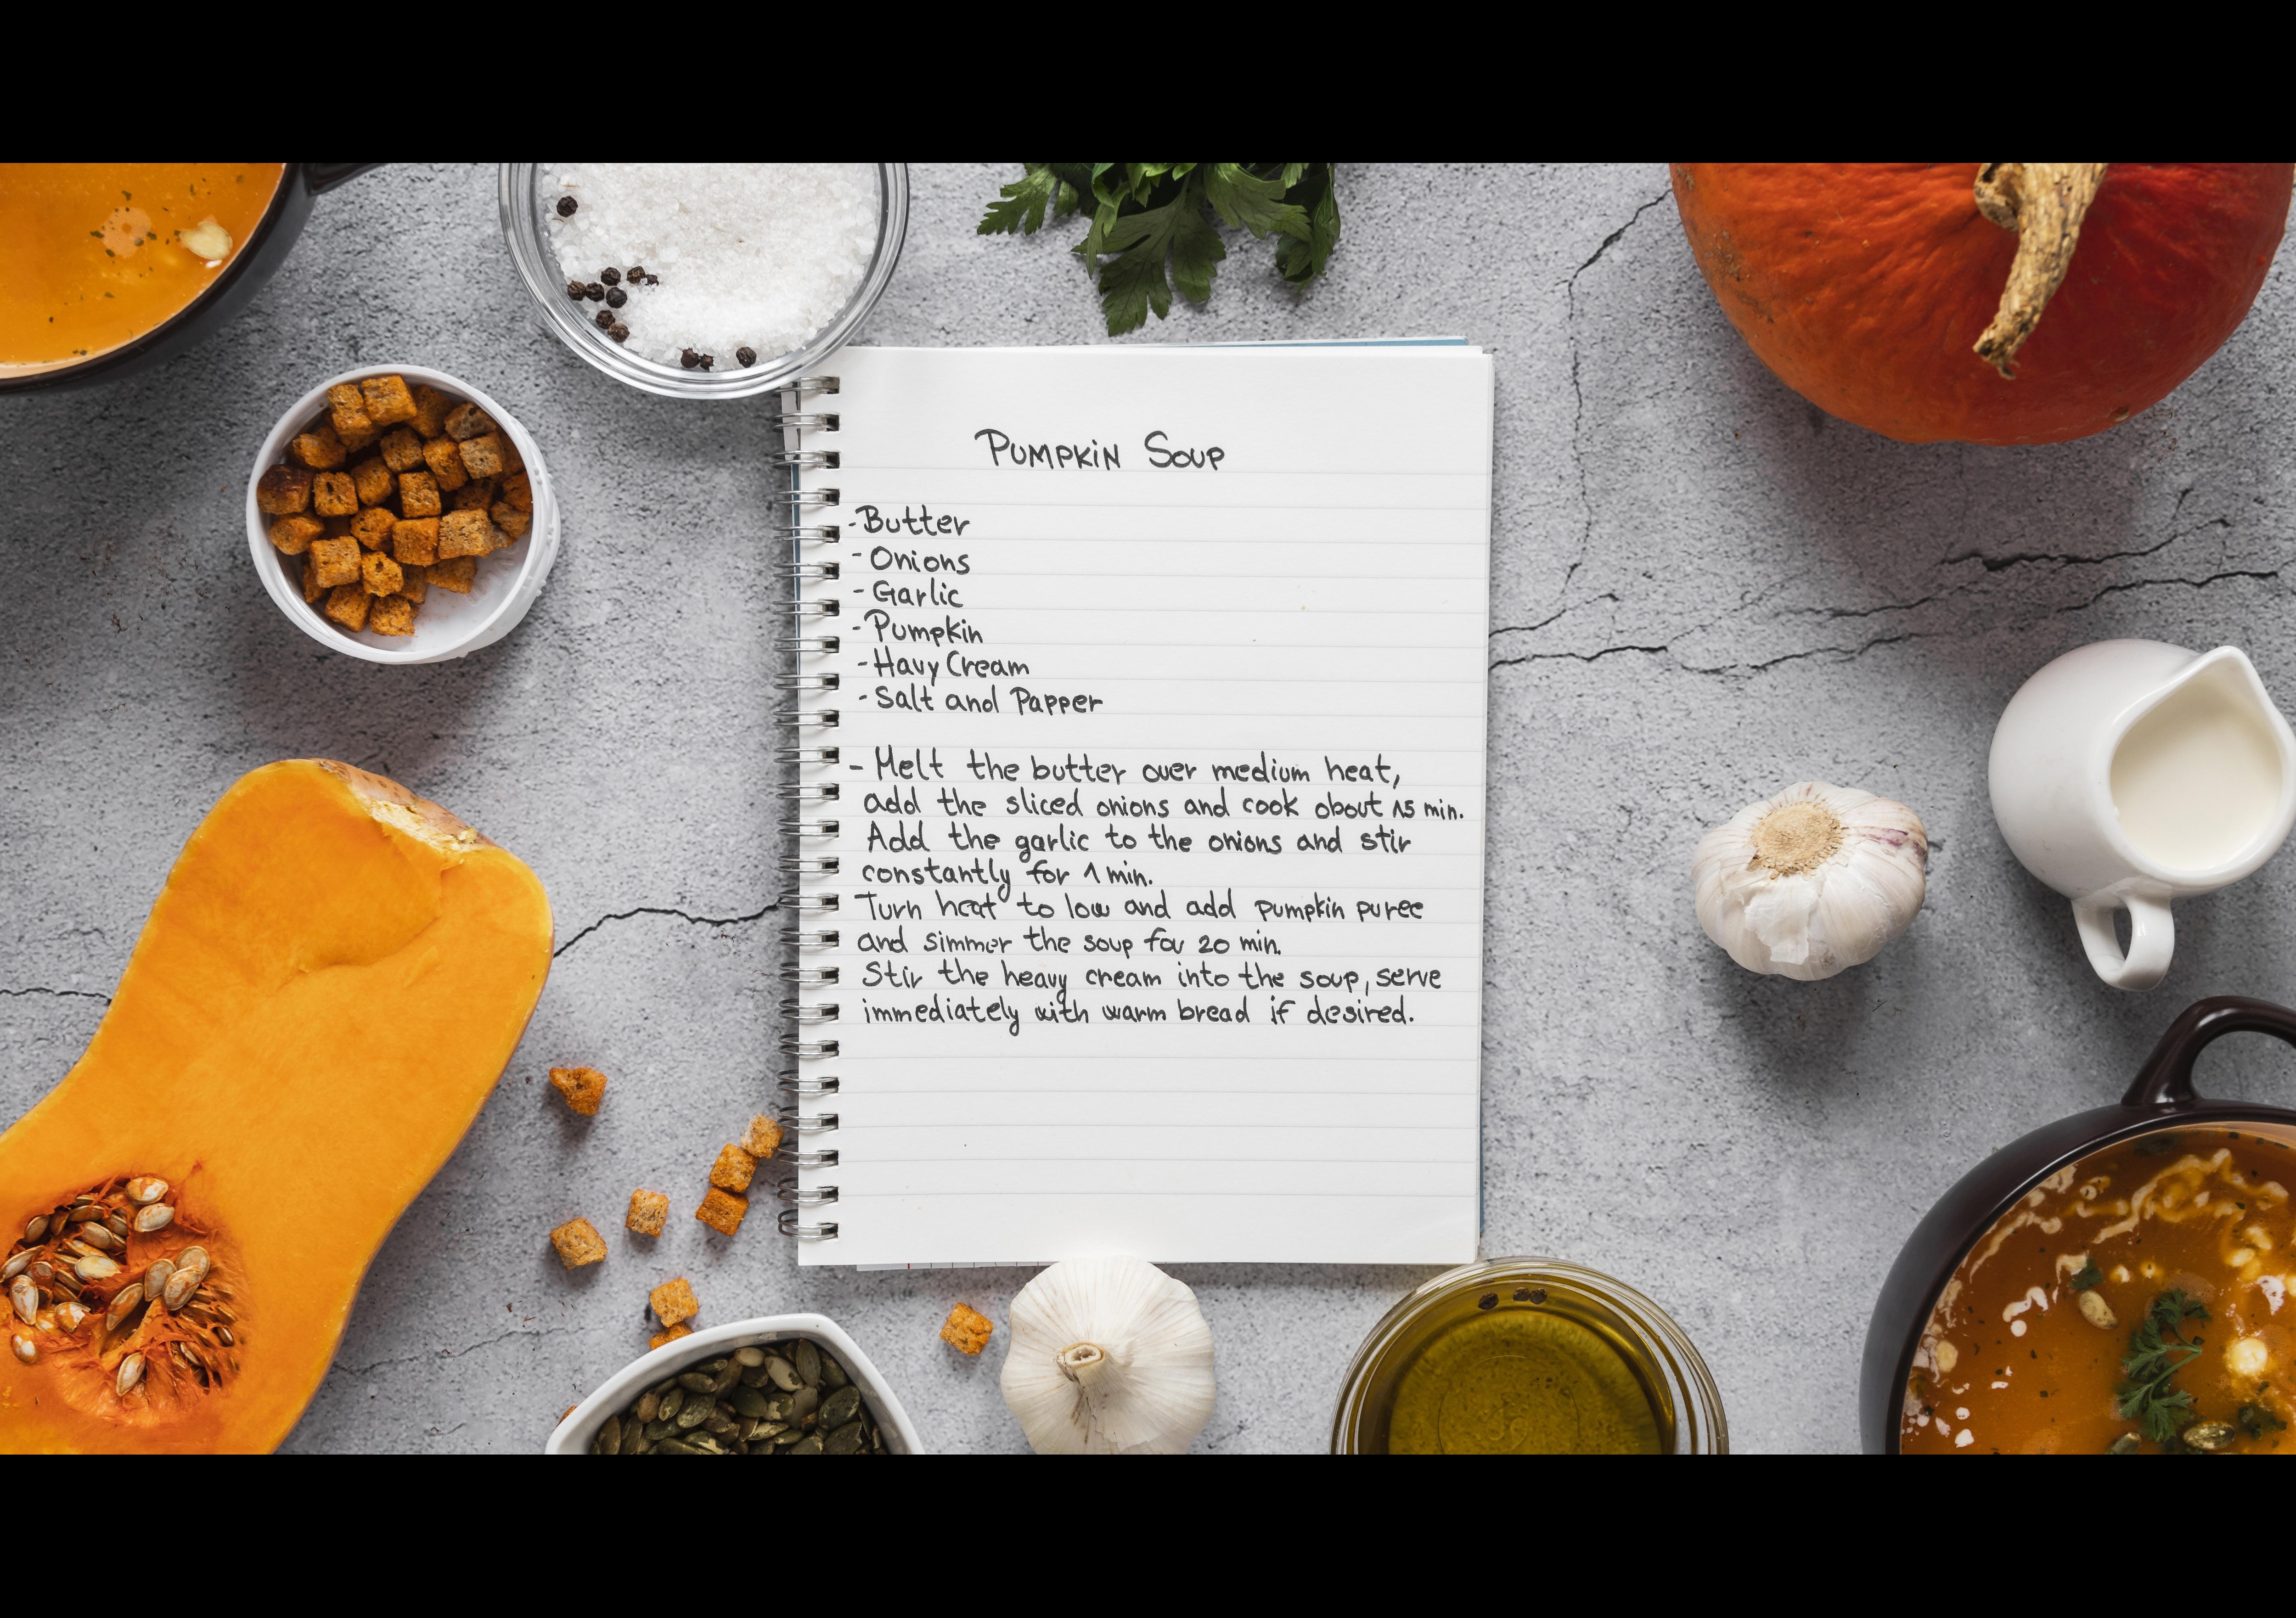 Pumpkin Soup
-Butter
- Onions
- Garlic
- Pumpkin
- Havy Cream
- Salt and Papper
- Melt the butter over medium heat,
add the sliced onions and cook obout 15 min.
Add the garlic to the onions and stir
constantly for 1 min.
Turn heat to low and add pumpkin puree
and simmer the soup for 20 min.
Stir the heavy cream into the soup, serve
immediately with warm bread if desired.